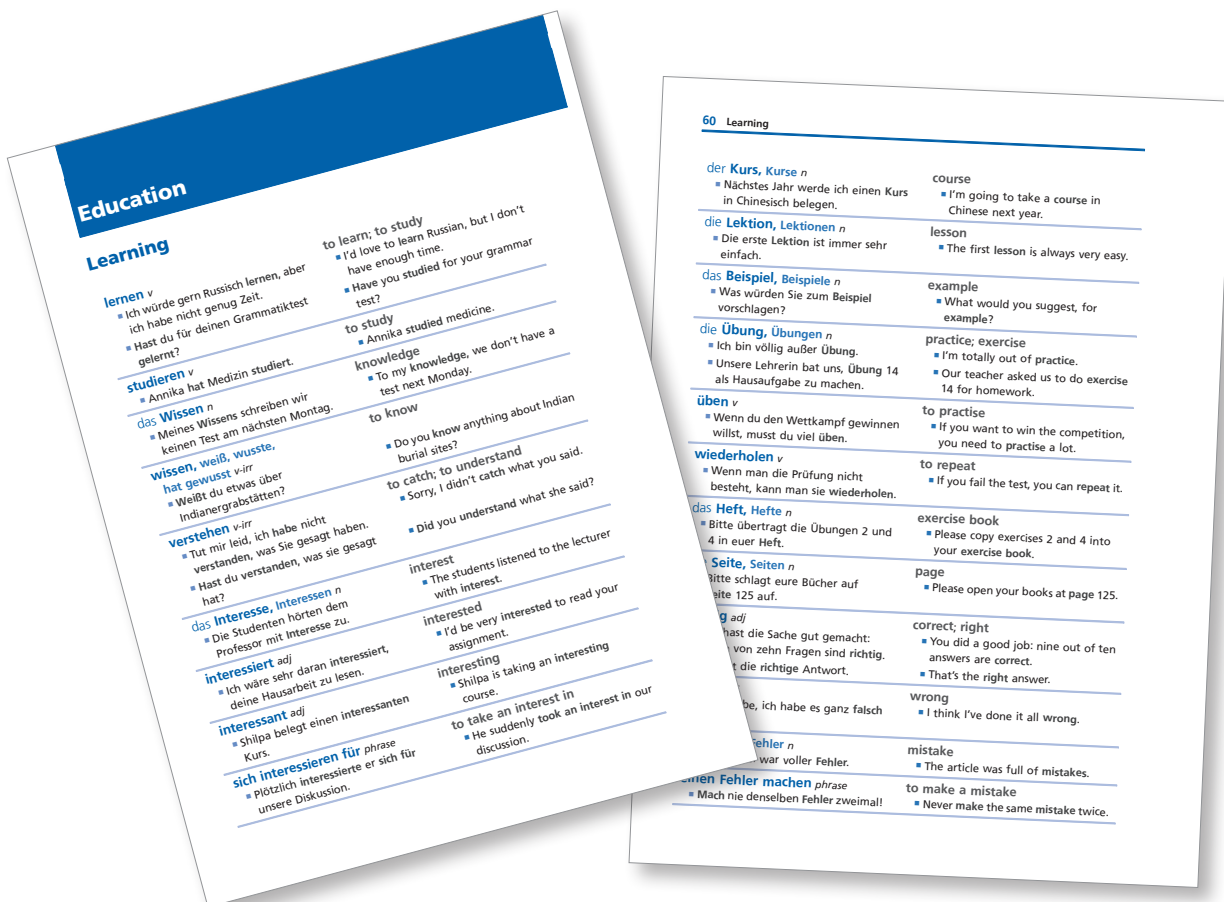 Education
Learning
lernen v
▪ Ich würde gern Russisch lernen, aber
ich habe nicht genug Zeit.
▪ Hast du für deinen Grammatiktest
gelernt?
to learn; to study
▪ I'd love to learn Russian, but I don't
have enough time.
▪ Have you studied for your grammar
test?
studieren v
▪ Annika hat Medizin studiert.
to study
▪ Annika studied medicine.
das Wissen n
▪ Meines Wissens schreiben wir
keinen Test am nächsten Montag.
knowledge
▪ To my knowledge, we don't have a
test next Monday.
wissen, weiß, wusste,
hat gewusst v-irr
▪ Weißt du etwas über
Indianergrabstätten?
to know
▪ Do you know anything about Indian
burial sites?
verstehen v-irr
▪ Tut mir leid, ich habe nicht
verstanden, was Sie gesagt haben.
▪ Hast du verstanden, was sie gesagt
hat?
to catch; to understand
▪ Sorry, I didn't catch what you said.
▪ Did you understand what she said?
das Interesse, Interessen n
▪ Die Studenten hörten dem
Professor mit Interesse zu.
interest
▪ The students listened to the lecturer
with interest.
interessiert adj
▪ Ich wäre sehr daran interessiert,
deine Hausarbeit zu lesen.
interested
▪ I'd be very interested to read your
assignment.
interessant adj
▪ Shilpa belegt einen interessanten
Kurs.
interesting
▪ Shilpa is taking an interesting
course.
sich interessieren für phrase
▪ Plötzlich interessierte er sich für
unsere Diskussion.
to take an interest in
▪ He suddenly took an interest in our
discussion.
60 Learning
der Kurs, Kurse n
▪ Nächstes Jahr werde ich einen Kurs
in Chinesisch belegen.
course
▪ I'm going to take a course in
Chinese next year.
die Lektion, Lektionen n
▪ Die erste Lektion ist immer sehr
einfach.
lesson
▪ The first lesson is always very easy.
das Beispiel, Beispiele n
▪ Was würden Sie zum Beispiel
vorschlagen?
example
▪ What would you suggest, for
example?
die Übung, Übungen n
▪ Ich bin völlig außer Übung.
▪ Unsere Lehrerin bat uns, Übung 14
als Hausaufgabe zu machen.
practice; exercise
▪ I'm totally out of practice.
▪ Our teacher asked us to do exercise
14 for homework.
üben v
▪ Wenn du den Wettkampf gewinnen
willst, musst du viel üben.
to practise
▪ If you want to win the competition,
you need to practise a lot.
wiederholen v
▪ Wenn man die Prüfung nicht
besteht, kann man sie wiederholen.
to repeat
▪ If you fail the test, you can repeat it.
das Heft, Hefte n
▪ Bitte übertragt die Übungen 2 und
4 in euer Heft.
exercise book
▪ Please copy exercises 2 and 4 into
your exercise book.
Seite, Seiten n
Bitte schlagt eure Bücher auf
eite 125 auf.
page
▪ Please open your books at page 125.
g adj
hast die Sache gut gemacht:
von zehn Fragen sind richtig.
t die richtige Antwort.
correct; right
▪ You did a good job: nine out of ten
answers are correct.
▪ That's the right answer.
be, ich habe es ganz falsch
wrong
▪ I think I've done it all wrong.
Fehler n
war voller Fehler.
mistake
▪ The article was full of mistakes.
einen Fehler machen phrase
▪ Mach nie denselben Fehler zweimal!
to make a mistake
▪ Never make the same mistake twice.